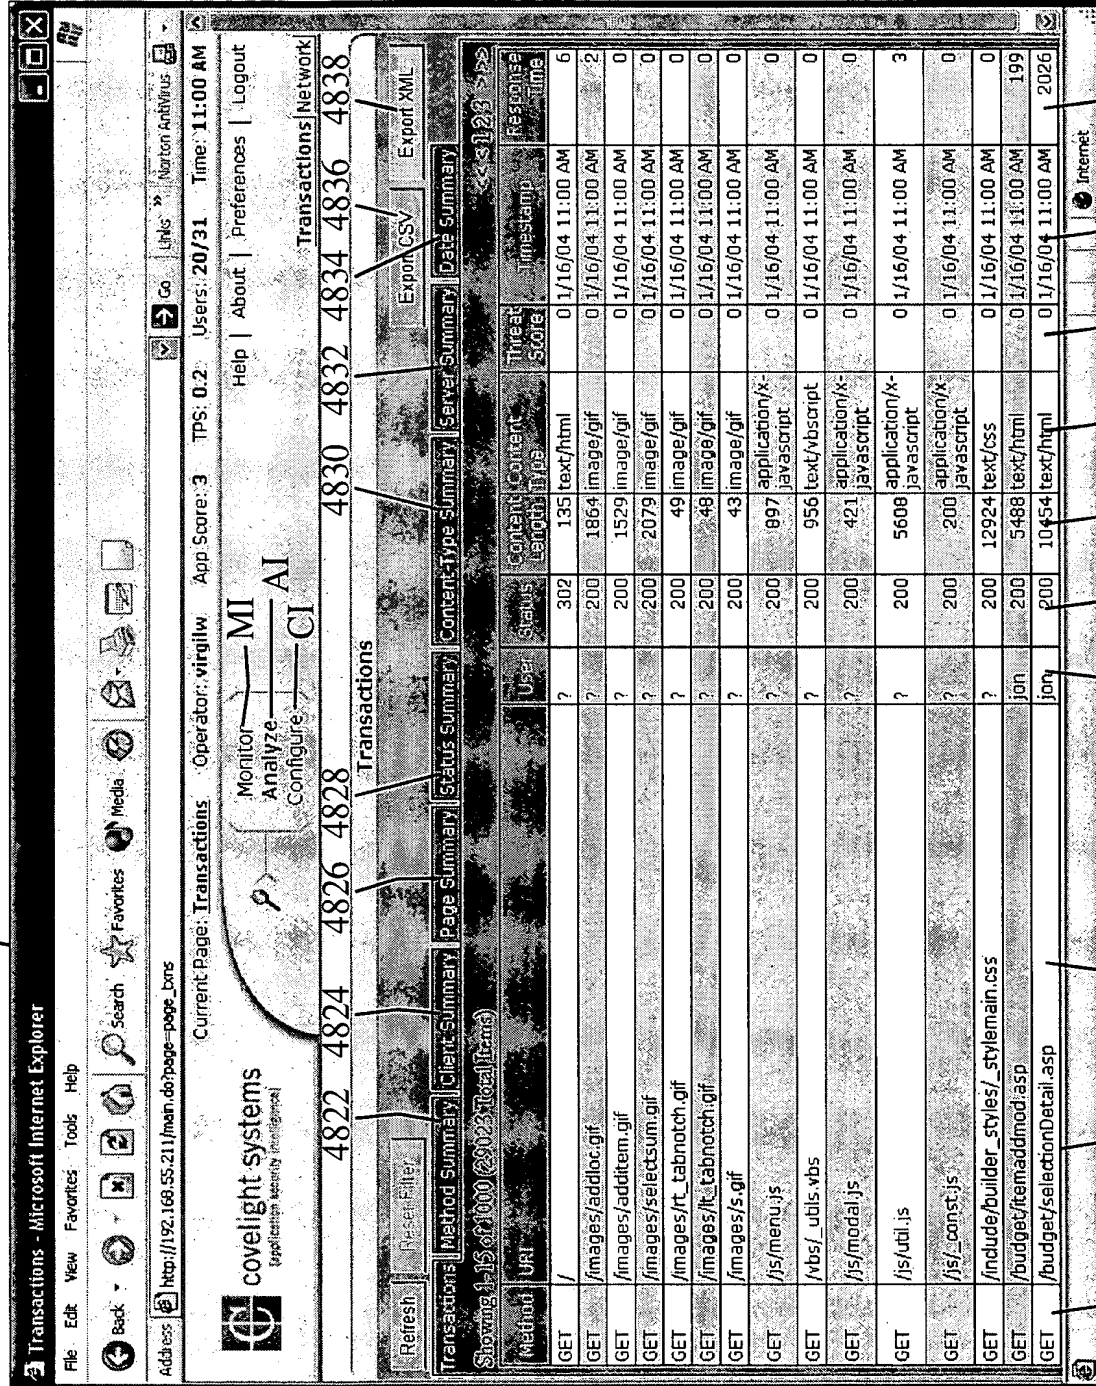 Transactions - Microsoft Internet Explorer
File Edit View Favorites Tools Help
Back Search Favorites Media
Address http://192.168.55.211/main.do?page=page_txns Go Links » Norton AntiVirus
Current Page: Transactions Operator: virgilw App Score: 3 TPS: 0.2 Users: 20/31 Time: 11:00 AM
covelight systems
[application security intelligence]
Monitor MI
Analyze AI
Configure CI
Help | About | Preferences | Logout
Transactions | Network
4822 4824 4826 4828 4830 4832 4834 4836 4838
Transactions
Refresh Reset Filter Export CSV Export XML
Transactions Method Summary Client Summary Page Summary Status Summary Content-Type Summary Server Summary Date Summary
Showing 1-15 of 1000 (29023 Total Items) <<< 1 2 3 >>>
Method URI User Status Content Length Content Type Threat Score Timestamp Response Time
GET / ? 302 135 text/html 0 1/16/04 11:00 AM 6
GET /images/addloc.gif ? 200 1864 image/gif 0 1/16/04 11:00 AM 2
GET /images/additem.gif ? 200 1529 image/gif 0 1/16/04 11:00 AM 0
GET /images/selectsum.gif ? 200 2079 image/gif 0 1/16/04 11:00 AM 0
GET /images/rt_tabnotch.gif ? 200 49 image/gif 0 1/16/04 11:00 AM 0
GET /images/lt_tabnotch.gif ? 200 48 image/gif 0 1/16/04 11:00 AM 0
GET /images/s.gif ? 200 43 image/gif 0 1/16/04 11:00 AM 0
GET /js/menu.js ? 200 897 application/x-javascript 0 1/16/04 11:00 AM 0
GET /vbs/_utils.vbs ? 200 956 text/vbscript 0 1/16/04 11:00 AM 0
GET /js/modal.js ? 200 421 application/x-javascript 0 1/16/04 11:00 AM 0
GET /js/util.js ? 200 5608 application/x-javascript 0 1/16/04 11:00 AM 3
GET /js/_const.js ? 200 200 application/x-javascript 0 1/16/04 11:00 AM 0
GET /include/builder_styles/_stylemain.css ? 200 12924 text/css 0 1/16/04 11:00 AM 0
GET /budget/itemaddmod.asp jon 200 5488 text/html 0 1/16/04 11:00 AM 199
GET /budget/selectionDetail.asp jon 200 10454 text/html 0 1/16/04 11:00 AM 2026
Internet